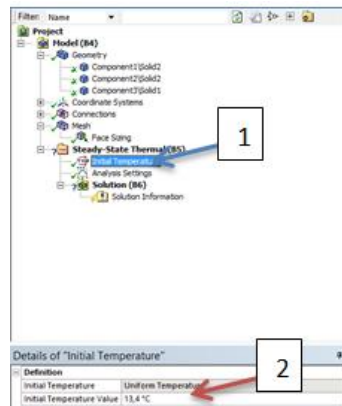 Filter: Name
Project
Model (B4)
Geometry
Component1\Solid2
Component2\Solid2
Component3\Solid1
Coordinate Systems
Connections
Mesh
Face Sizing
Steady-State Thermal (B5)
Initial Temperatu
Analysis Settings
Solution (B6)
Solution Information
1
Details of "Initial Temperature"
2
Definition
Initial Temperature Uniform Temperatur
Initial Temperature Value 13,4 °C